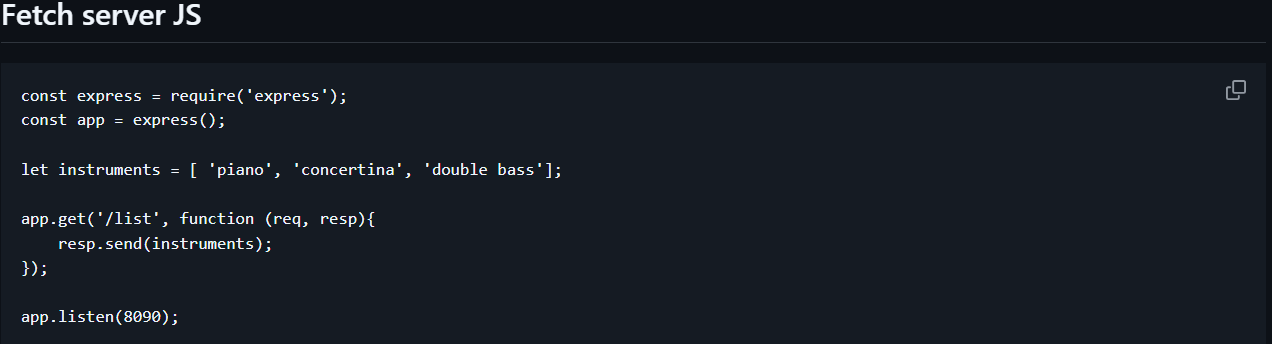 Fetch server JS
const express = require('express');
const app = express();
let instruments = [ 'piano', 'concertina', 'double bass'];
app.get('/list', function (req, resp){
    resp.send(instruments);
});
app.listen(8090);